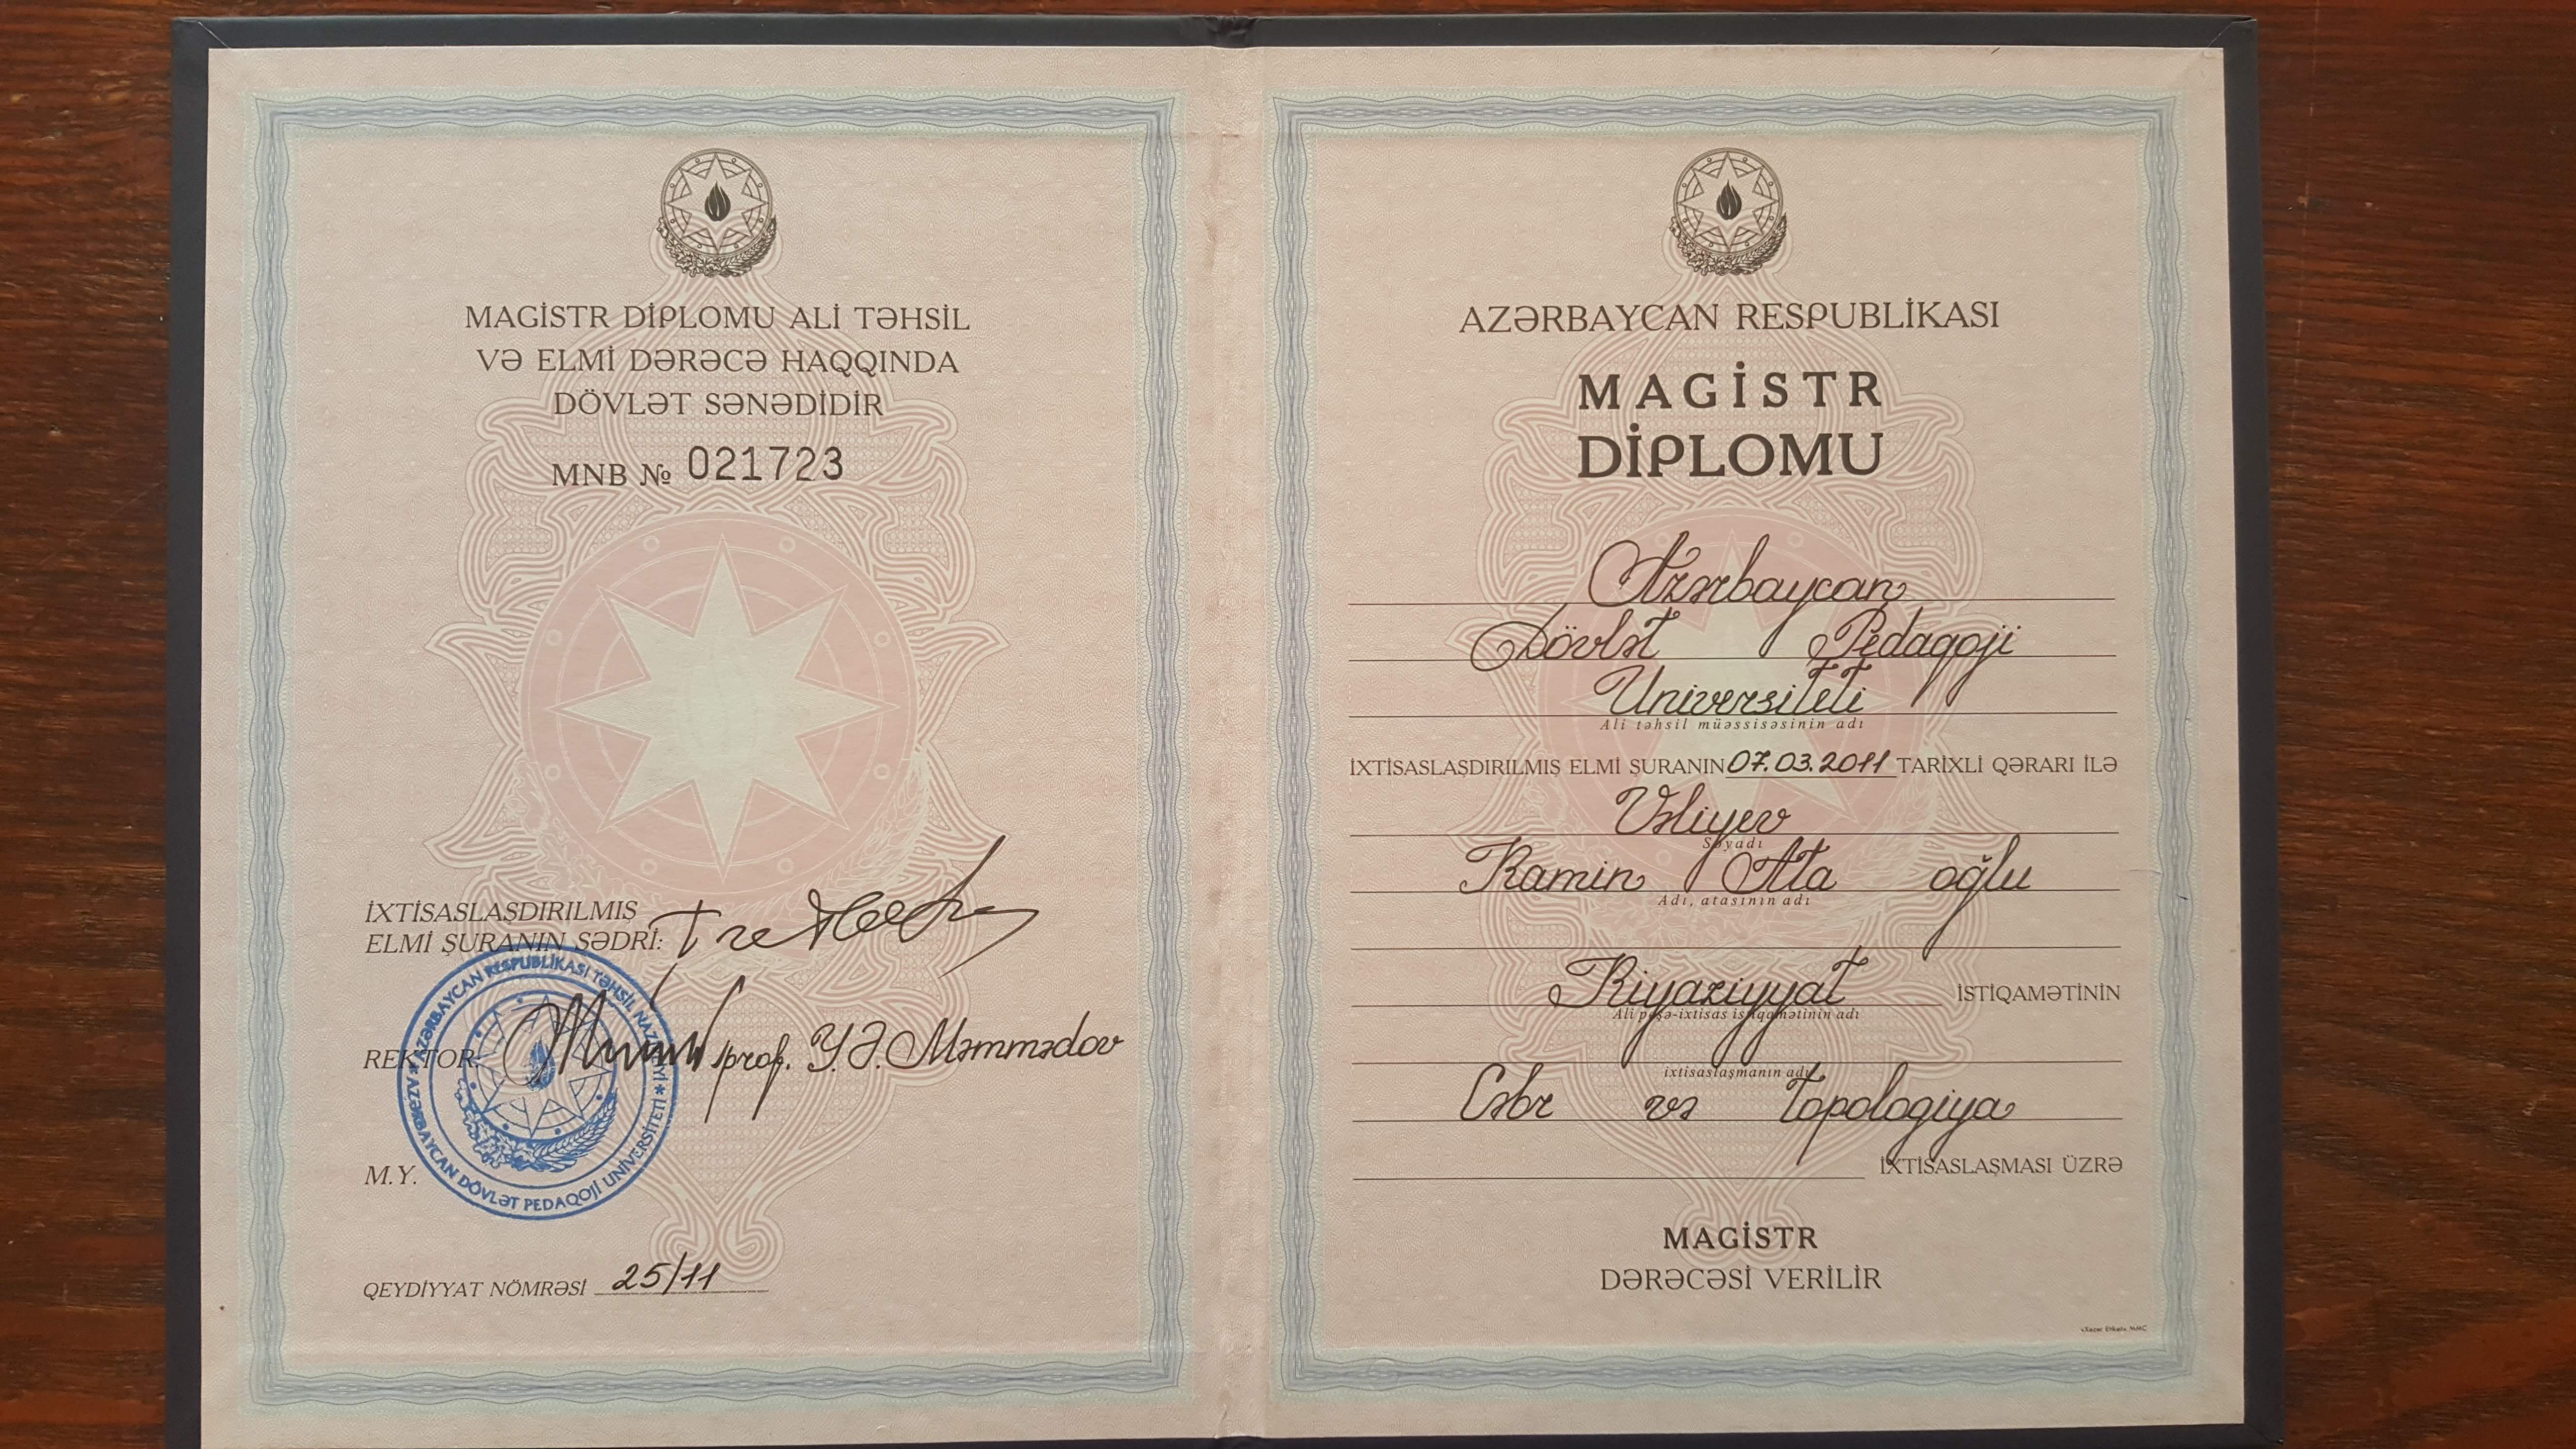 MAGİSTR DİPLOMU ALİ TƏHSİL
VƏ ELMİ DƏRƏCƏ HAQQINDA
DÖVLƏT SƏNƏDİDİR
MNB № 021723
İXTİSASLAŞDIRILMIŞ
ELMİ ŞURANIN SƏDRİ:
REKTOR: prof. Y.Ə.Məmmədov
M.Y.
AZƏRBAYCAN RESPUBLİKASI TƏHSİL NAZİRLİYİ * AZƏRBAYCAN DÖVLƏT PEDAQOJİ UNİVERSİTETİ *
QEYDİYYAT NÖMRƏSİ 25/11
AZƏRBAYCAN RESPUBLİKASI
MAGİSTR
DİPLOMU
Azərbaycan
Dövlət Pedaqoji
Universiteti
Ali təhsil müəssisəsinin adı
İXTİSASLAŞDIRILMIŞ ELMİ ŞURANIN 07.03.2011 TARİXLİ QƏRARI İLƏ
Vəliyev
Soyadı
Ramin Ata oğlu
Adı, atasının adı
Riyaziyyat İSTİQAMƏTİNİN
Ali peşə-ixtisas istiqamətinin adı
ixtisaslaşmanın adı
Cəbr və topologiya
İXTİSASLAŞMASI ÜZRƏ
MAGİSTR
DƏRƏCƏSİ VERİLİR